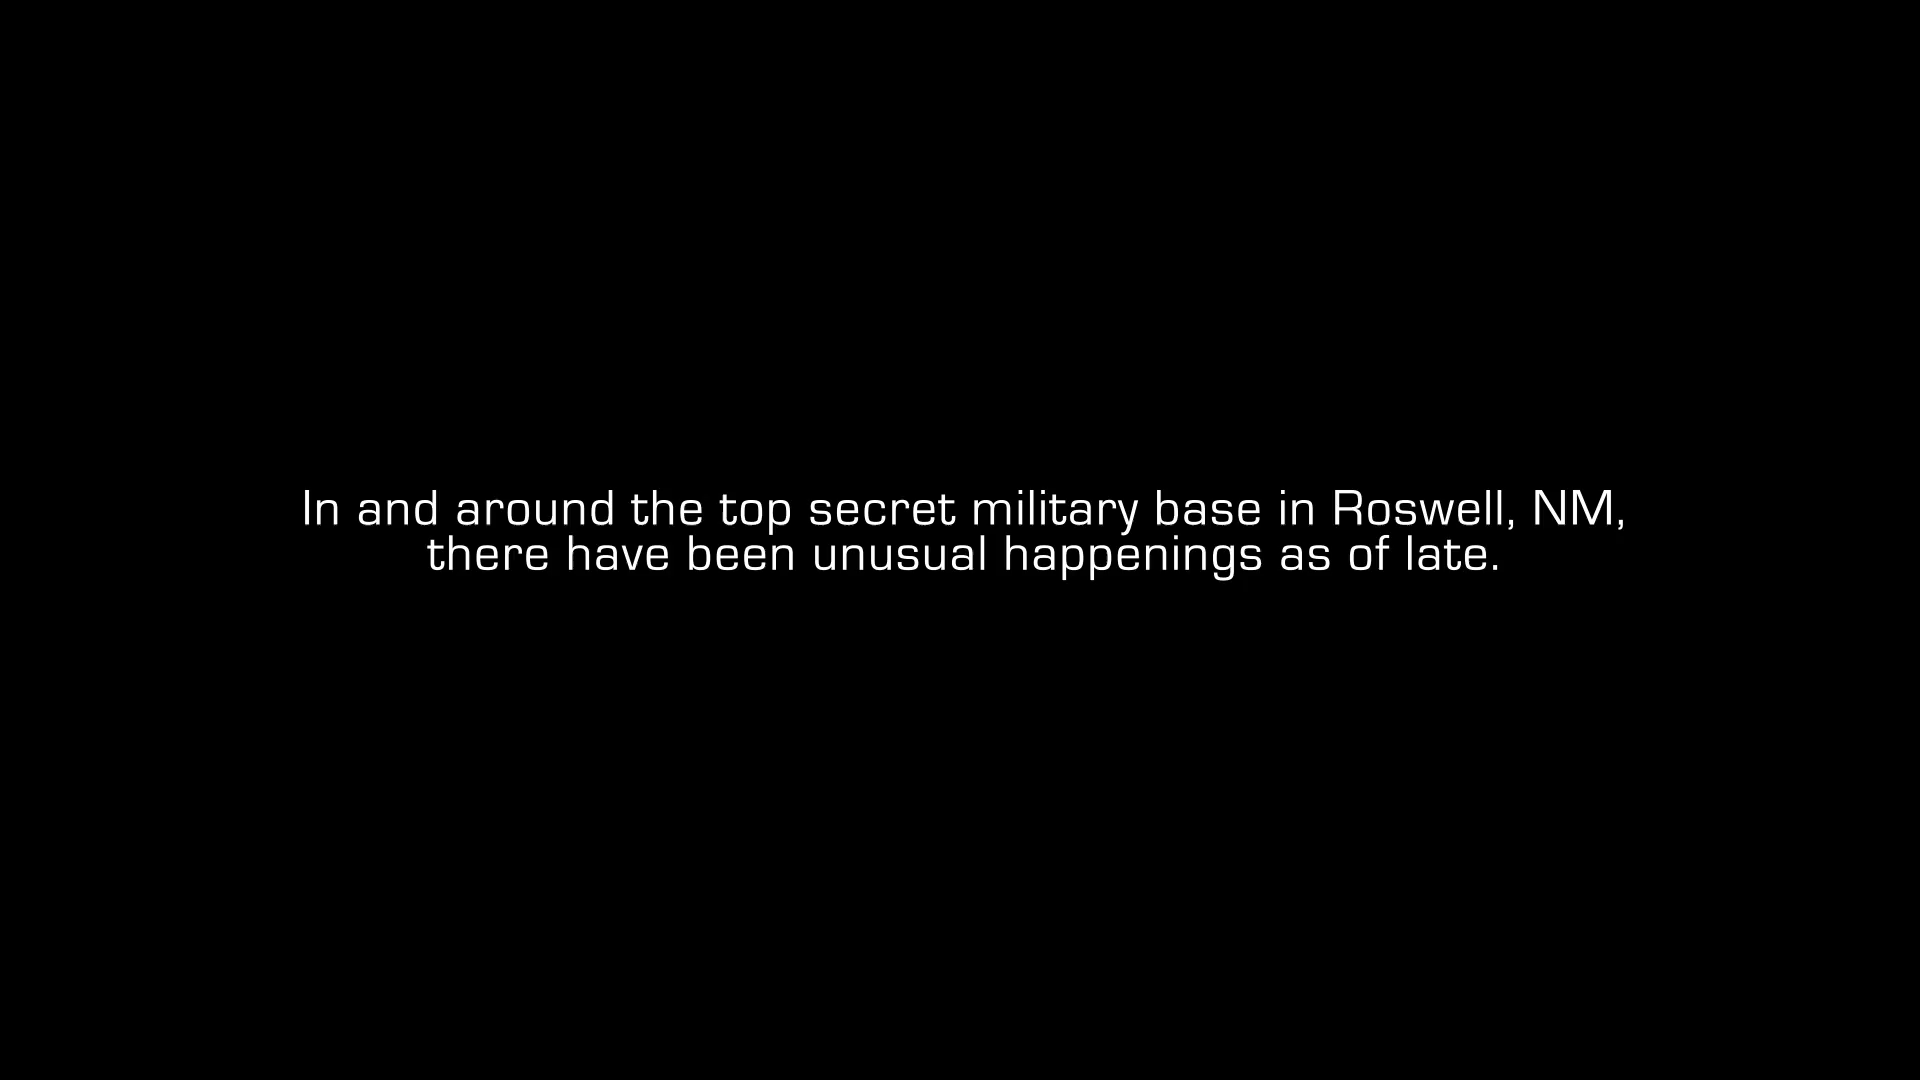 In and around the top secret military base in Roswell, NM,
there have been unusual happenings as of late.